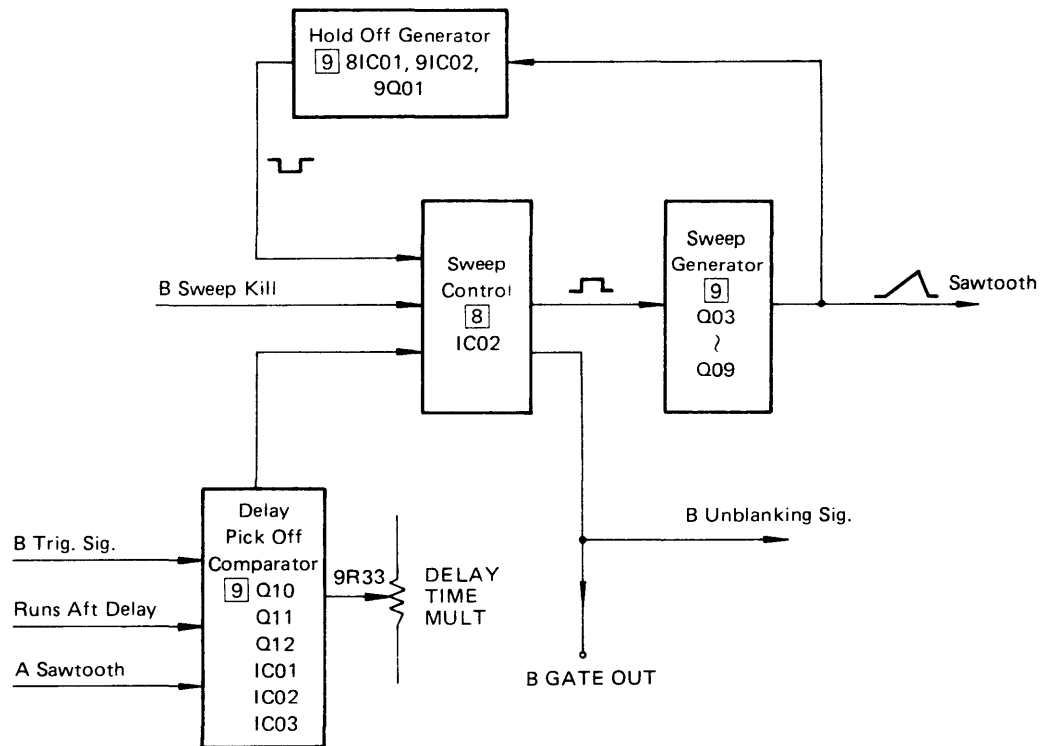 Hold Off Generator
9 8IC01, 9IC02,
9Q01
B Sweep Kill
Sweep
Control
8
IC02
Sweep
Generator
9
Q03
~
Q09
Sawtooth
B Trig. Sig.
Runs Aft Delay
A Sawtooth
Delay
Pick Off
Comparator
9 Q10
Q11
Q12
IC01
IC02
IC03
9R33
DELAY
TIME
MULT
B Unblanking Sig.
B GATE OUT